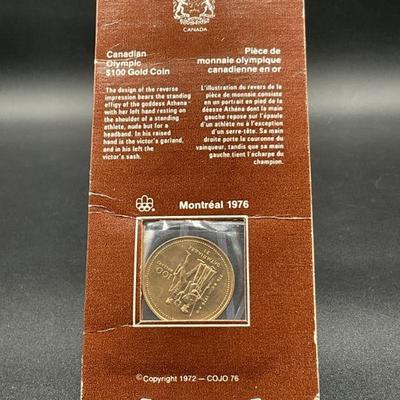 CANADA
Canadian
Olympic
$100 Gold Coin
The design of the reverse
impression bears the standing
effigy of the goddess Athena
with her left hand resting on
the shoulder of a standing
athlete, nude but for a
headband. In his raised hand
is the victor's garland,
and in his left the
victor's sash.
Pièce de
monnaie olympique
canadienne en or
L'illustration du revers de la
pièce de monnaie consiste
en un portrait en pied de la
déesse Athéna dont la main
gauche repose sur l'épaule
d'un athlète nu à l'exception
d'un serre-tête. Sa main
droite porte la couronne du
vainqueur, tandis que sa main
gauche tient l'écharpe du
champion.
Montréal 1976
100
© Copyright 1972 — COJO 76